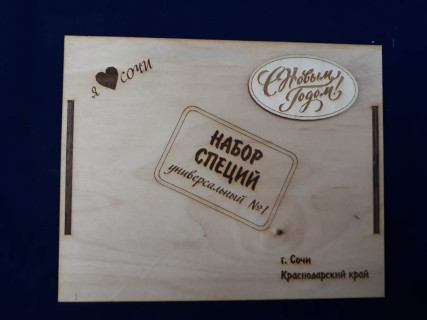 я ♥ сочи
С Новым
Годом!
НАБОР
СПЕЦИЙ
универсальный №1
г. Сочи
Краснодарский край